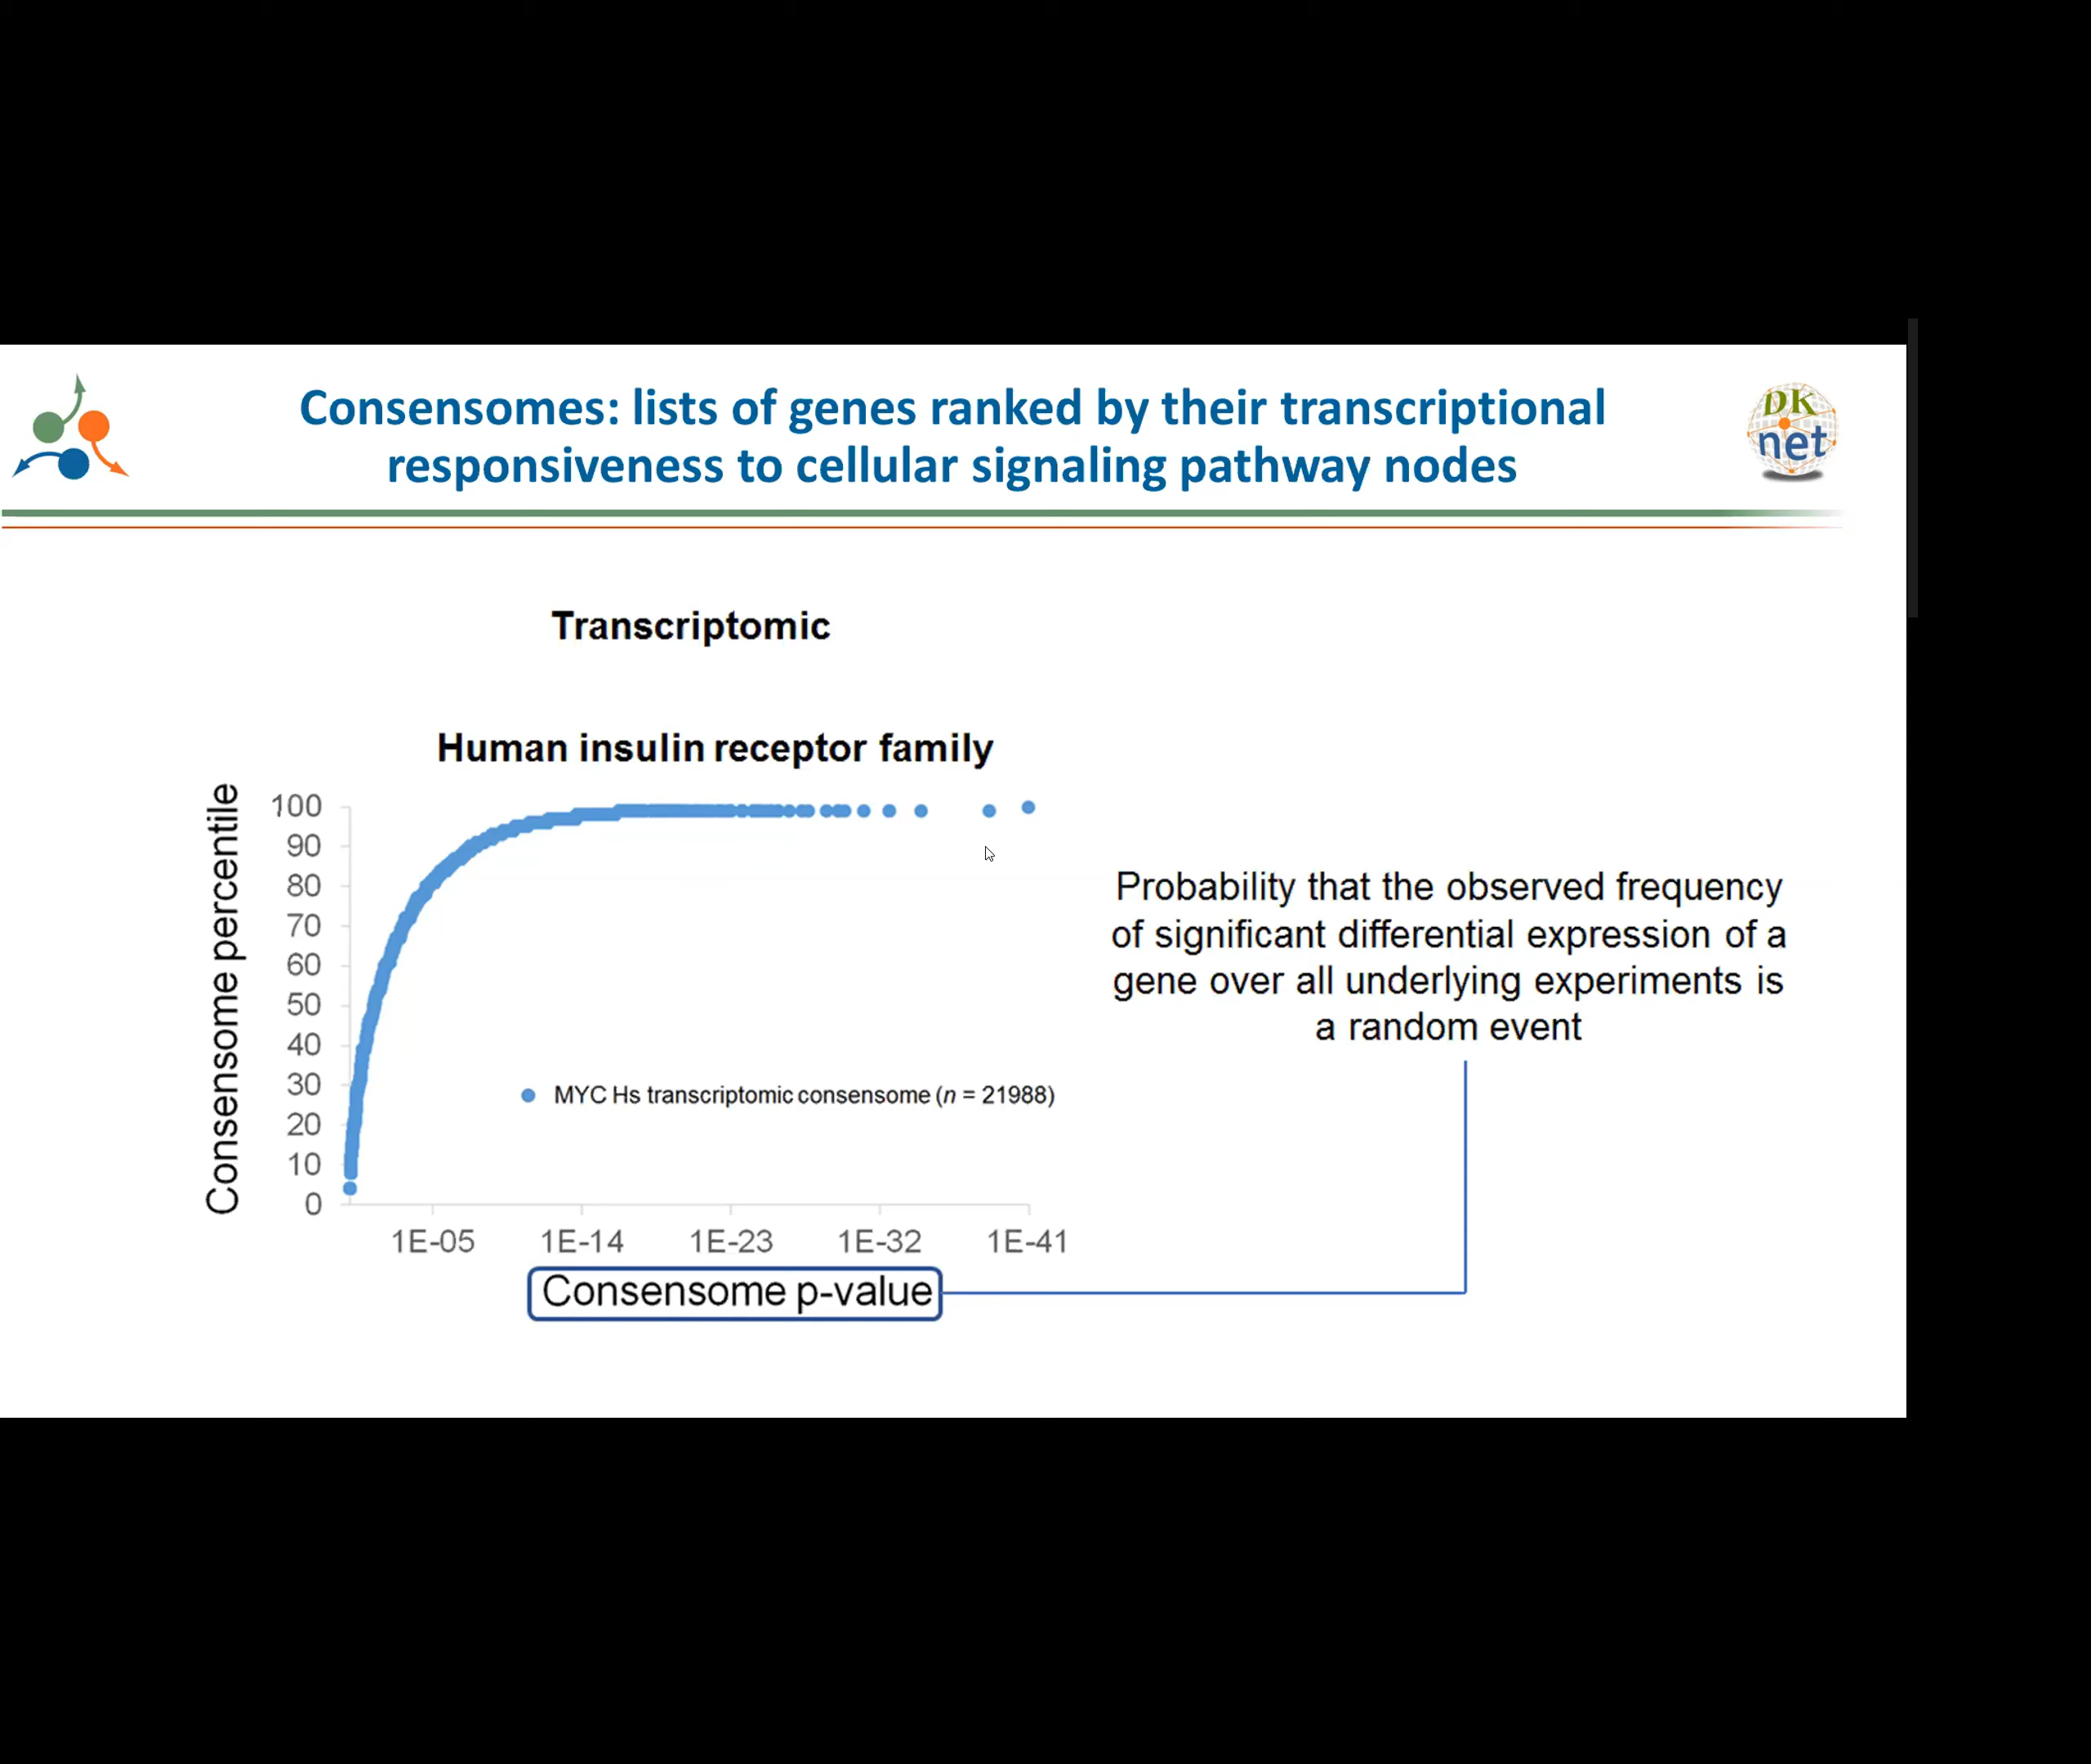 Consensomes: lists of genes ranked by their transcriptional
responsiveness to cellular signaling pathway nodes
DK
net
Transcriptomic
Human insulin receptor family
Consensome percentile
100
90
80
70
60
50
40
30
20
10
0
MYC Hs transcriptomic consensome (n = 21988)
1E-05 1E-14 1E-23 1E-32 1E-41
Consensome p-value
Probability that the observed frequency
of significant differential expression of a
gene over all underlying experiments is
a random event